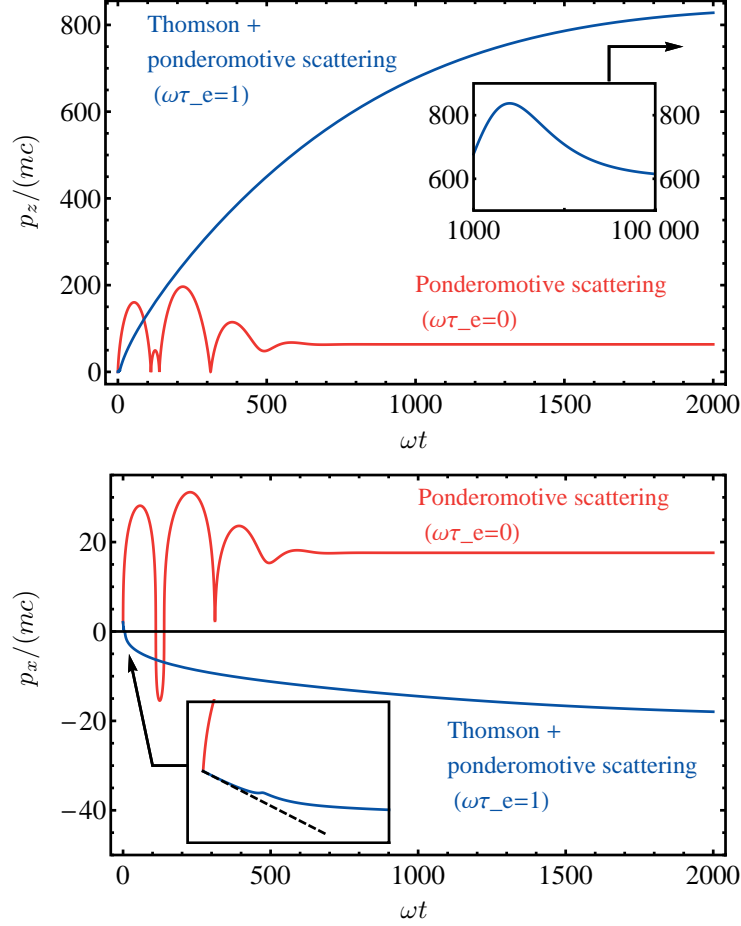 800
600
400
200
0
p_z/(mc)
Thomson +
ponderomotive scattering
(ωτ_e=1)
800
600
800
600
1000
100 000
Ponderomotive scattering
(ωτ_e=0)
0
500
1000
1500
2000
ωt
20
0
−20
−40
p_x/(mc)
Ponderomotive scattering
(ωτ_e=0)
Thomson +
ponderomotive scattering
(ωτ_e=1)
0
500
1000
1500
2000
ωt